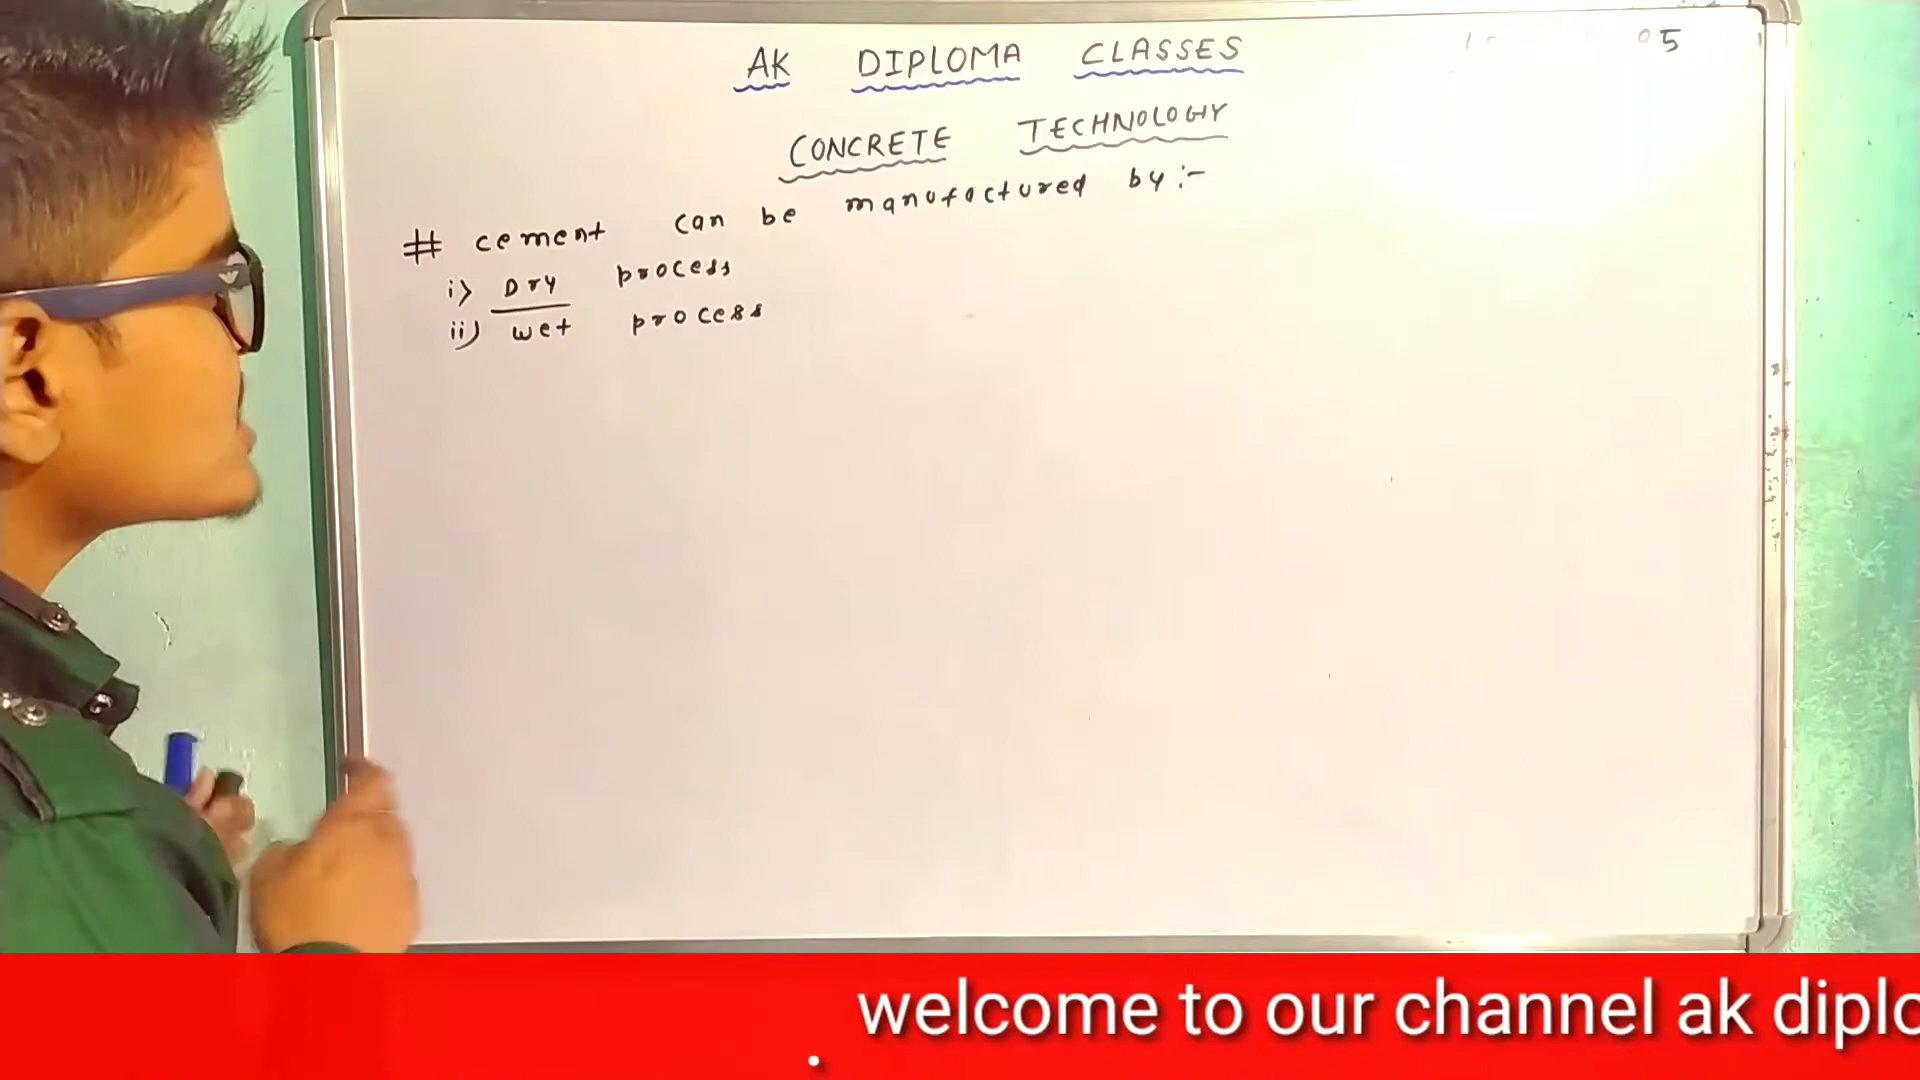 AK DIPLOMA CLASSES
05
CONCRETE TECHNOLOGY
# cement can be manufactured by :-
i) Dry process
ii) wet process
welcome to our channel ak diplo
.